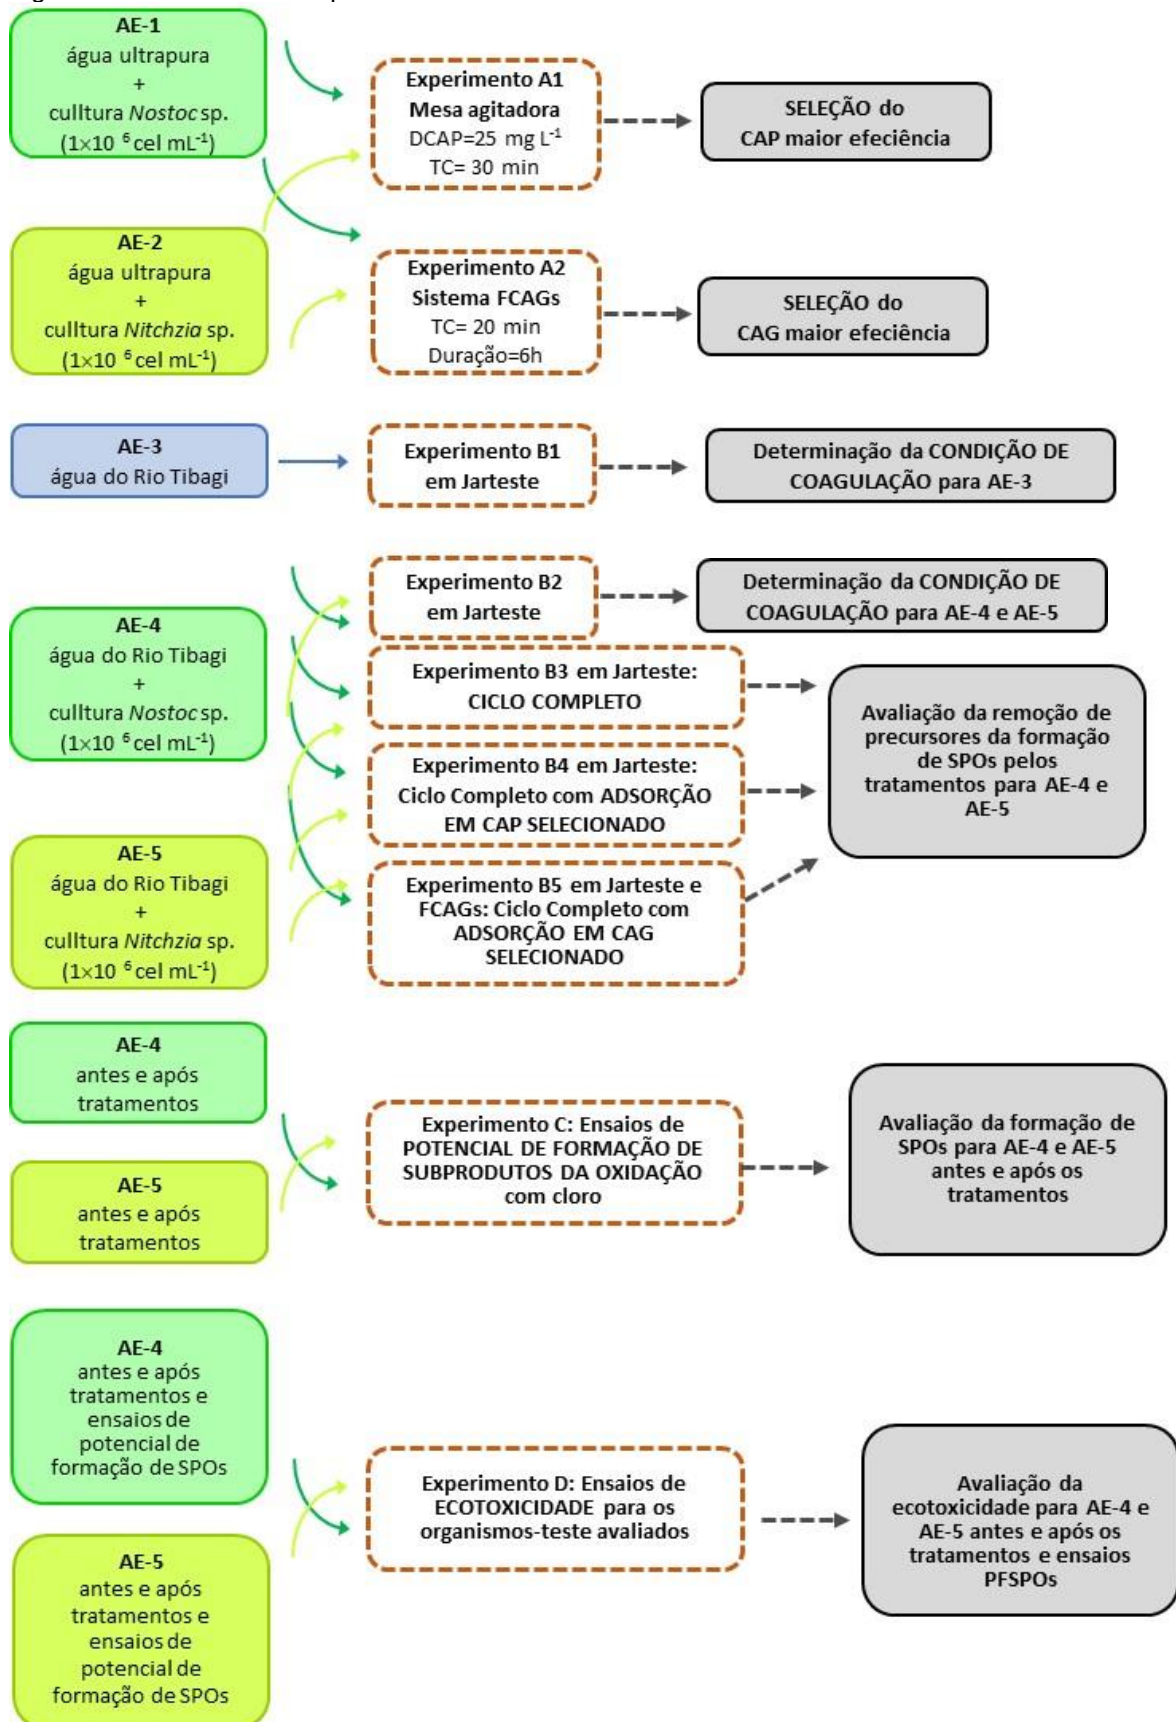 AE-1
água ultrapura
+
culltura Nostoc sp.
(1×10 ⁶ cel mL⁻¹)
Experimento A1
Mesa agitadora
DCAP=25 mg L⁻¹
TC= 30 min
SELEÇÃO do
CAP maior efeciência
AE-2
água ultrapura
+
culltura Nitchzia sp.
(1×10 ⁶ cel mL⁻¹)
Experimento A2
Sistema FCAGs
TC= 20 min
Duração=6h
SELEÇÃO do
CAG maior efeciência
AE-3
água do Rio Tibagi
Experimento B1
em Jarteste
Determinação da CONDIÇÃO DE
COAGULAÇÃO para AE-3
Experimento B2
em Jarteste
Determinação da CONDIÇÃO DE
COAGULAÇÃO para AE-4 e AE-5
AE-4
água do Rio Tibagi
+
culltura Nostoc sp.
(1×10 ⁶ cel mL⁻¹)
Experimento B3 em Jarteste:
CICLO COMPLETO
Experimento B4 em Jarteste:
Ciclo Completo com ADSORÇÃO
EM CAP SELECIONADO
Avaliação da remoção de
precursores da formação
de SPOs pelos
tratamentos para AE-4 e
AE-5
AE-5
água do Rio Tibagi
+
culltura Nitchzia sp.
(1×10 ⁶ cel mL⁻¹)
Experimento B5 em Jarteste e
FCAGs: Ciclo Completo com
ADSORÇÃO EM CAG
SELECIONADO
AE-4
antes e após
tratamentos
AE-5
antes e após
tratamentos
Experimento C: Ensaios de
POTENCIAL DE FORMAÇÃO DE
SUBPRODUTOS DA OXIDAÇÃO
com cloro
Avaliação da formação de
SPOs para AE-4 e AE-5
antes e após os
tratamentos
AE-4
antes e após
tratamentos e
ensaios de
potencial de
formação de SPOs
AE-5
antes e após
tratamentos e
ensaios de
potencial de
formação de SPOs
Experimento D: Ensaios de
ECOTOXICIDADE para os
organismos-teste avaliados
Avaliação da
ecotoxicidade para AE-4 e
AE-5 antes e após os
tratamentos e ensaios
PFSPOs